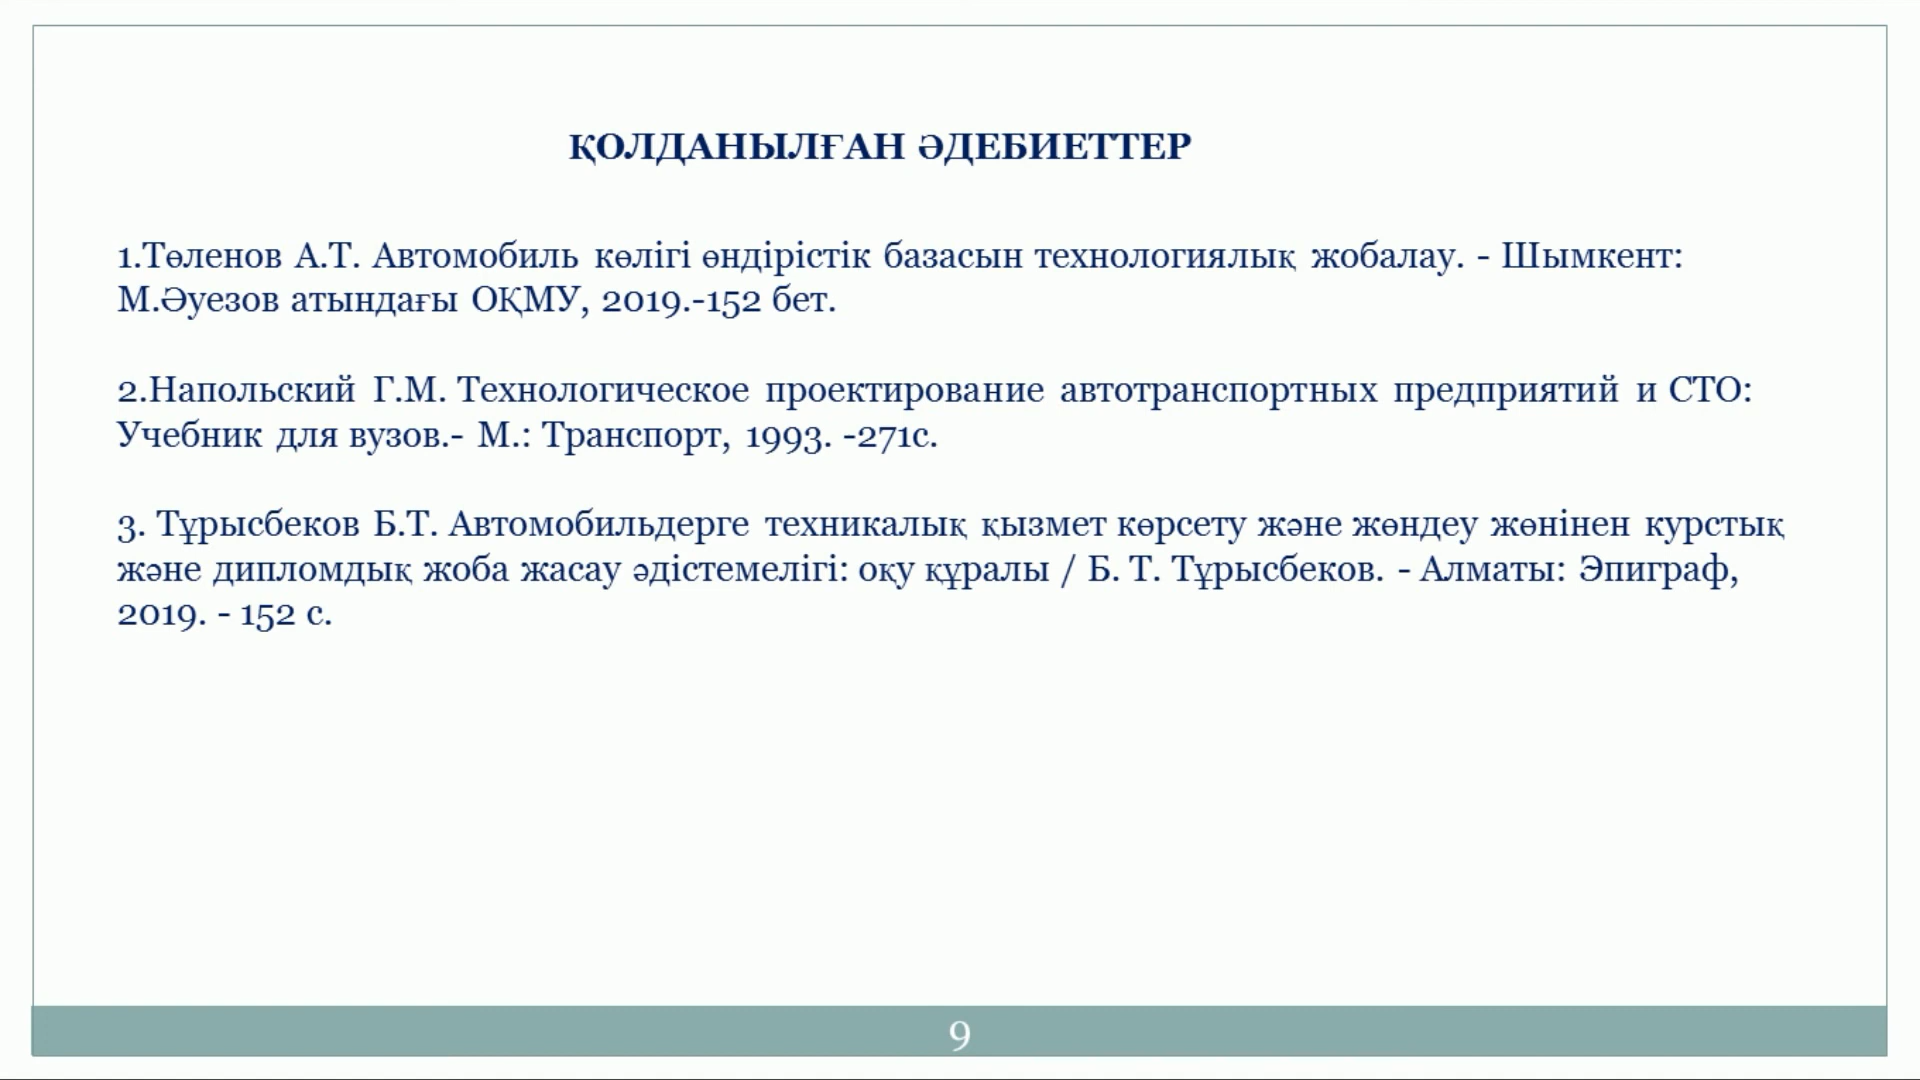 ҚОЛДАНЫЛҒАН ӘДЕБИЕТТЕР
1.Төленов А.Т. Автомобиль көлігі өндірістік базасын технологиялық жобалау. - Шымкент:
М.Әуезов атындағы ОҚМУ, 2019.-152 бет.
2.Напольский Г.М. Технологическое проектирование автотранспортных предприятий и СТО:
Учебник для вузов.- М.: Транспорт, 1993. -271с.
3. Тұрысбеков Б.Т. Автомобильдерге техникалық қызмет көрсету және жөндеу жөнінен курстық
және дипломдық жоба жасау әдістемелігі: оқу құралы / Б. Т. Тұрысбеков. - Алматы: Эпиграф,
2019. - 152 с.
9